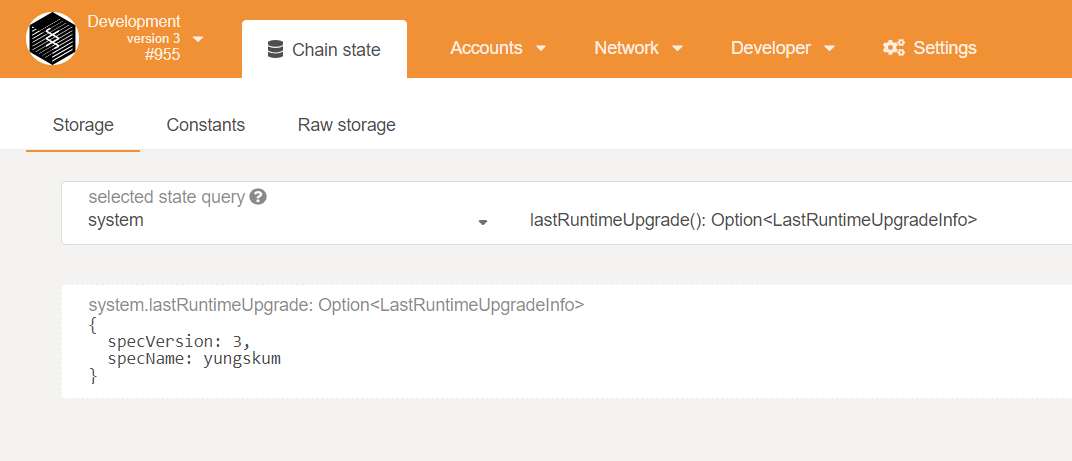 Development
version 3
#955
Chain state
Accounts
Network
Developer
Settings
Storage
Constants
Raw storage
selected state query ?
system
lastRuntimeUpgrade(): Option<LastRuntimeUpgradeInfo>
system.lastRuntimeUpgrade: Option<LastRuntimeUpgradeInfo>
{
  specVersion: 3,
  specName: yungskum
}